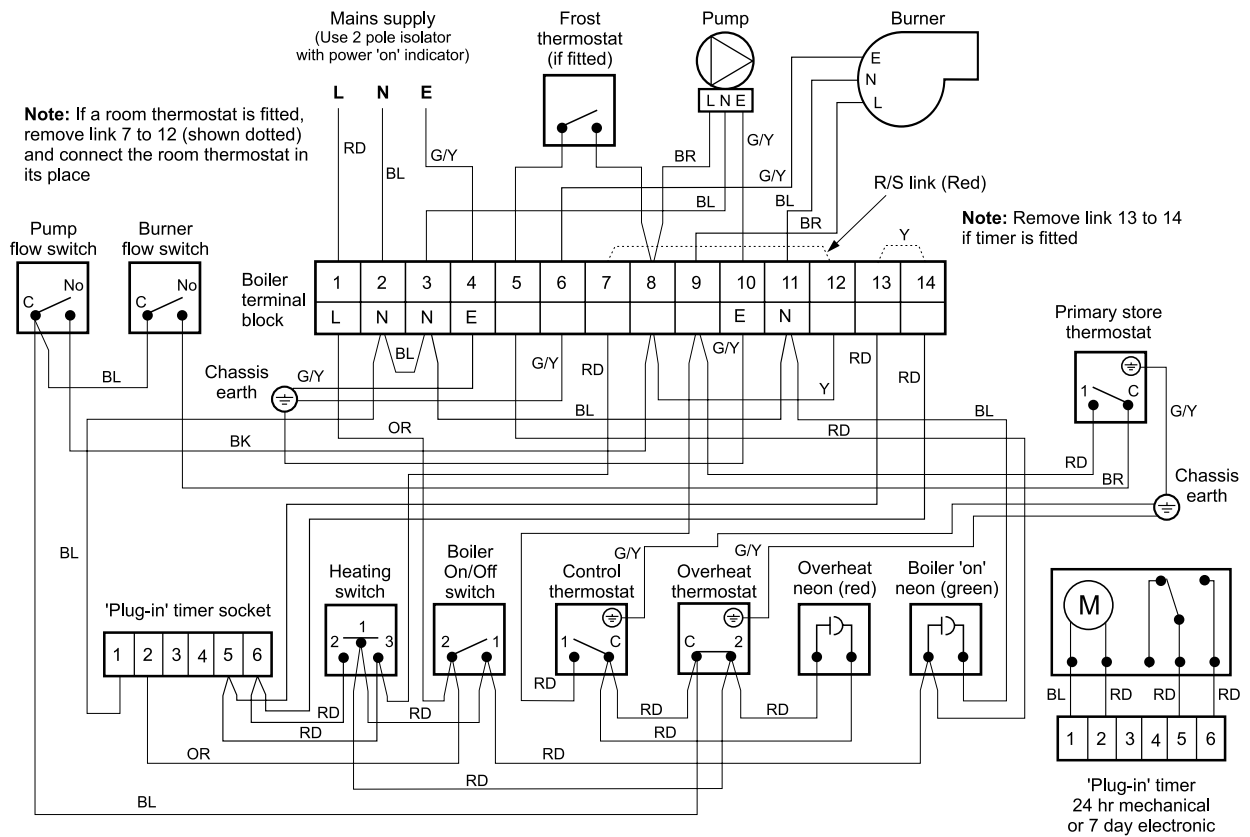 Mains supply
(Use 2 pole isolator
with power 'on' indicator)
Frost
thermostat
(if fitted)
Pump
Burner
L N E
L N E
E
N
L
Note: If a room thermostat is fitted,
remove link 7 to 12 (shown dotted)
and connect the room thermostat in
its place
RD
BL
G/Y
BR
G/Y
BL
BL
BR
R/S link (Red)
Note: Remove link 13 to 14
if timer is fitted
Y
Pump
flow switch
Burner
flow switch
C No
C No
Boiler
terminal
block
1 2 3 4 5 6 7 8 9 10 11 12 13 14
L N N E E N
Primary store
thermostat
1 C
BL
BL
Chassis
earth
G/Y
G/Y
RD
G/Y
Y
RD
RD
BL
BL
G/Y
OR
BK
RD
RD
BR
Chassis
earth
BL
G/Y
G/Y
'Plug-in' timer socket
1 2 3 4 5 6
Heating
switch
2 1 3
Boiler
On/Off
switch
2 1
Control
thermostat
1 C
Overheat
thermostat
C 2
Overheat
neon (red)
Boiler 'on'
neon (green)
M
RD
RD
RD
RD
RD
RD
RD
RD
OR
RD
RD
BL
BL RD RD RD
1 2 3 4 5 6
'Plug-in' timer
24 hr mechanical
or 7 day electronic